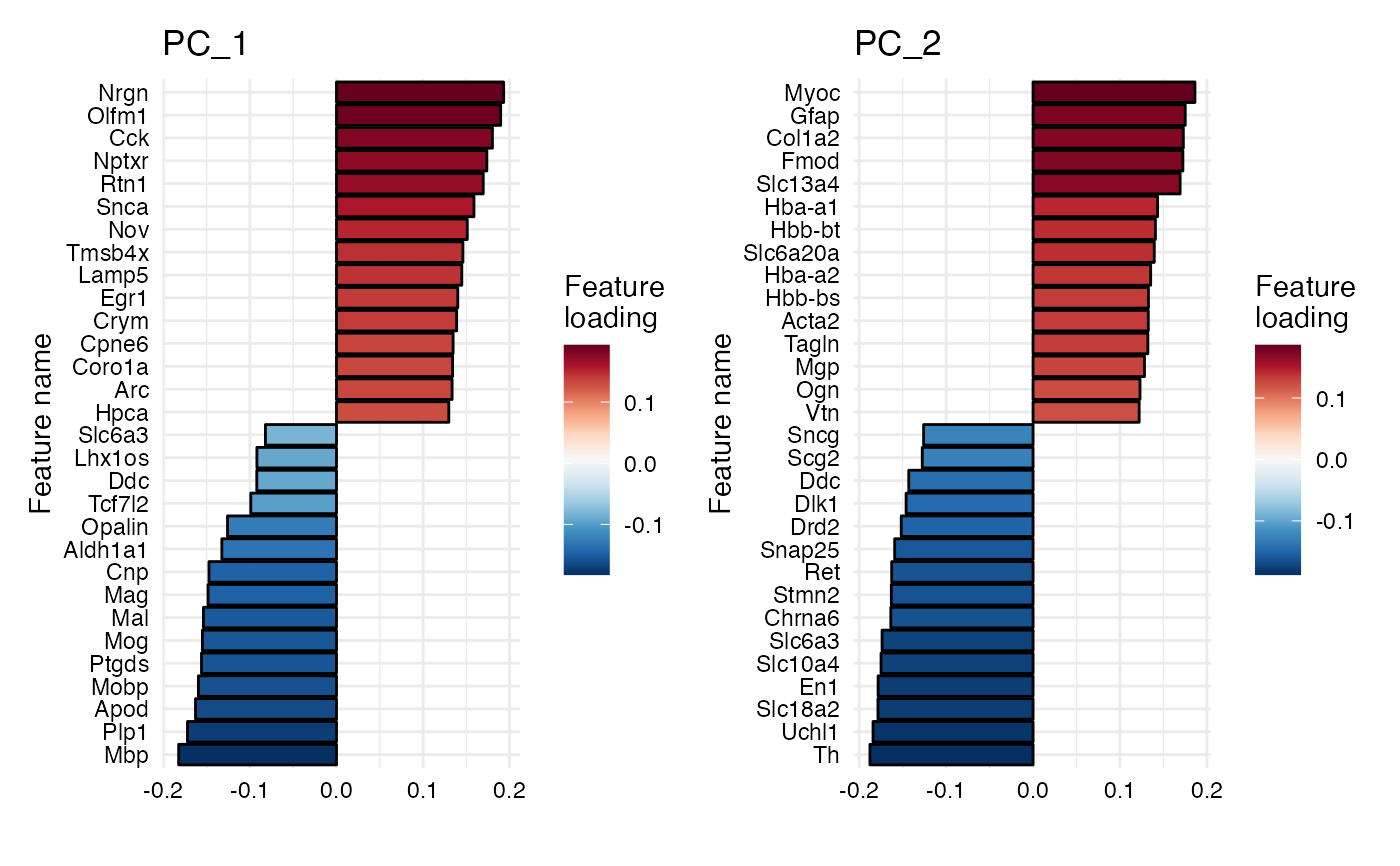 PC_1
Feature name
Nrgn
Olfm1
Cck
Nptxr
Rtn1
Snca
Nov
Tmsb4x
Lamp5
Egr1
Crym
Cpne6
Coro1a
Arc
Hpca
Slc6a3
Lhx1os
Ddc
Tcf7l2
Opalin
Aldh1a1
Cnp
Mag
Mal
Mog
Ptgds
Mobp
Apod
Plp1
Mbp
-0.2 -0.1 0.0 0.1 0.2
Feature
loading
0.1
0.0
-0.1
PC_2
Feature name
Myoc
Gfap
Col1a2
Fmod
Slc13a4
Hba-a1
Hbb-bt
Slc6a20a
Hba-a2
Hbb-bs
Acta2
Tagln
Mgp
Ogn
Vtn
Sncg
Scg2
Ddc
Dlk1
Drd2
Snap25
Ret
Stmn2
Chrna6
Slc6a3
Slc10a4
En1
Slc18a2
Uchl1
Th
-0.2 -0.1 0.0 0.1 0.2
Feature
loading
0.1
0.0
-0.1